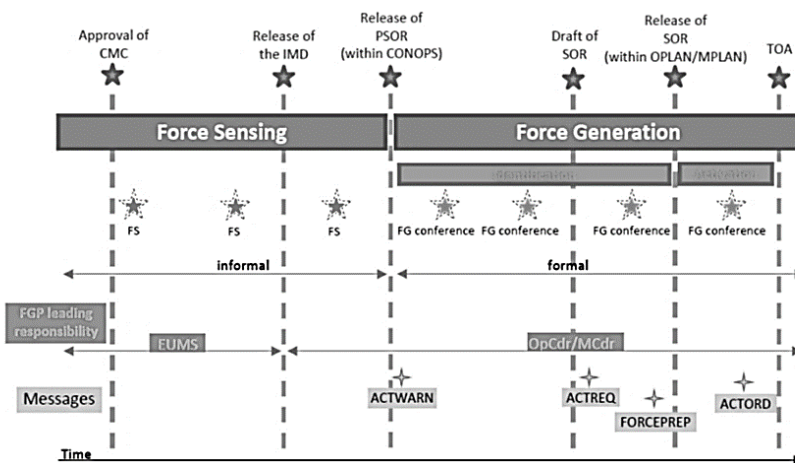 Approval of
CMC
Release of
the IMD
Release of
PSOR
(within CONOPS)
Draft of
SOR
Release of
SOR
(within OPLAN/MPLAN)
TOA
Force Sensing
Force Generation
Identification
Activation
FS
FS
FS
FG conference
FG conference
FG conference
FG conference
informal
formal
FGP leading
responsibility
EUMS
OpCdr/MCdr
Messages
ACTWARN
ACTREQ
FORCEPREP
ACTORD
Time